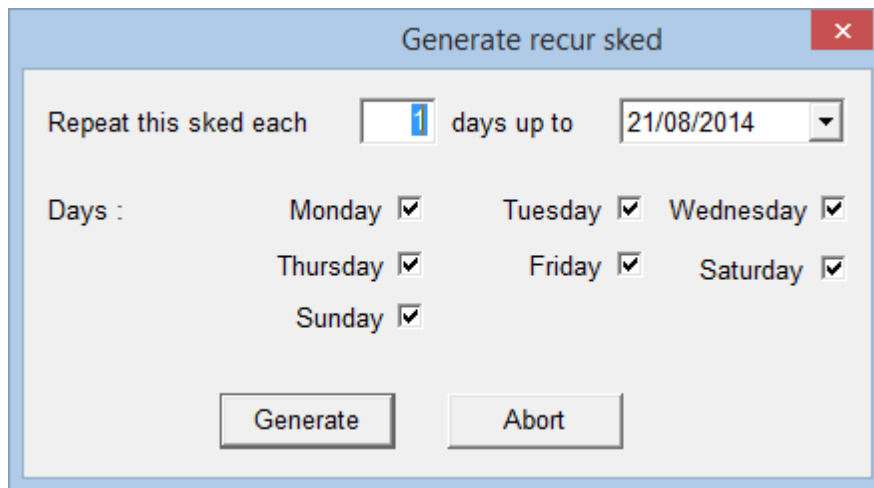 Generate recur sked
Repeat this sked each 1 days up to 21/08/2014
Days : Monday Tuesday Wednesday
Thursday Friday Saturday
Sunday
Generate Abort